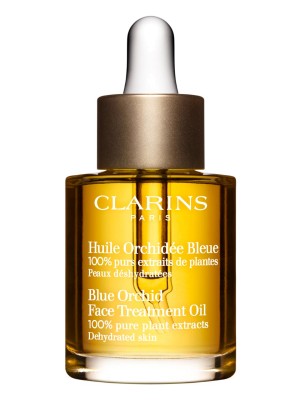 CLARINS
PARIS
Huile Orchidée Bleue
100% purs extraits de plantes
Peaux déshydratées
Blue Orchid
Face Treatment Oil
100% pure plant extracts
Dehydrated skin